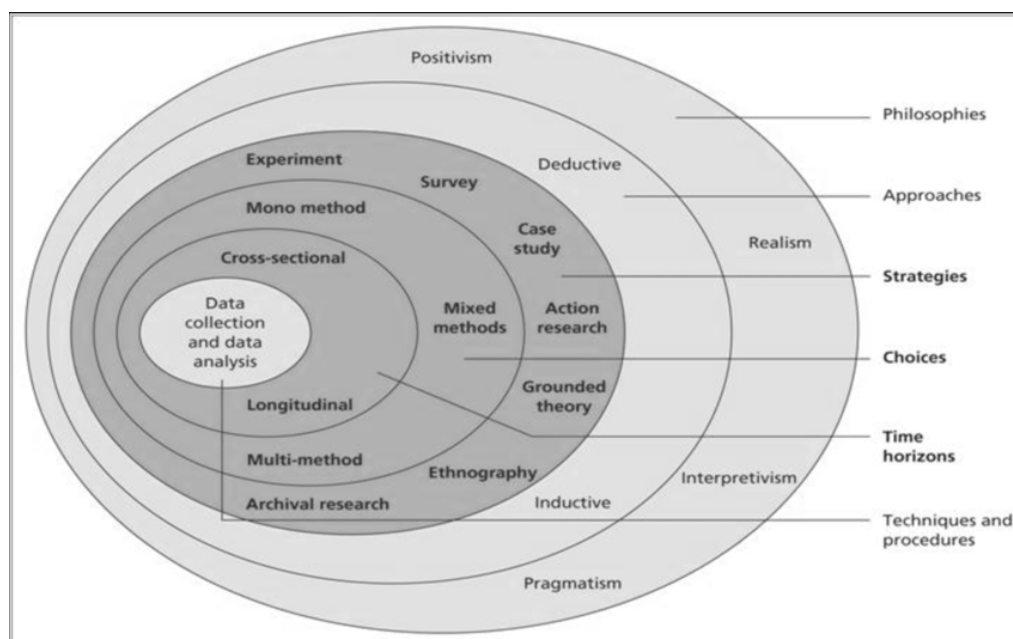 Positivism
Philosophies
Deductive
Experiment
Survey
Approaches
Mono method
Case
study
Realism
Cross-sectional
Strategies
Data
collection
and data
analysis
Mixed
methods
Action
research
Choices
Grounded
theory
Longitudinal
Time
horizons
Multi-method
Ethnography
Interpretivism
Archival research
Inductive
Techniques and
procedures
Pragmatism